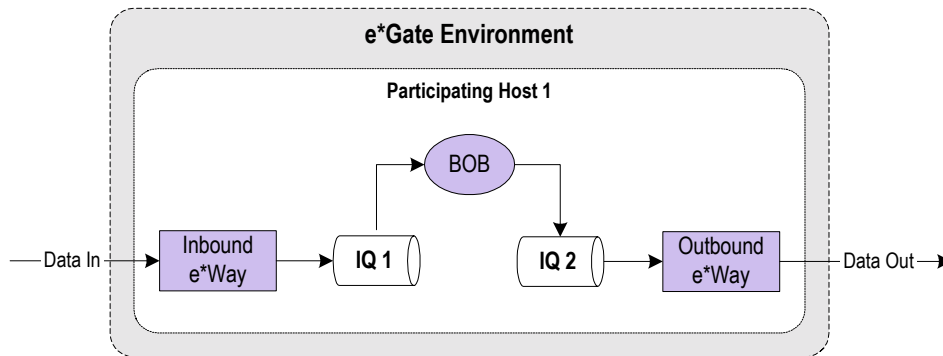 e*Gate Environment
Participating Host 1
BOB
Data In
Inbound
e*Way
IQ 1
IQ 2
Outbound
e*Way
Data Out